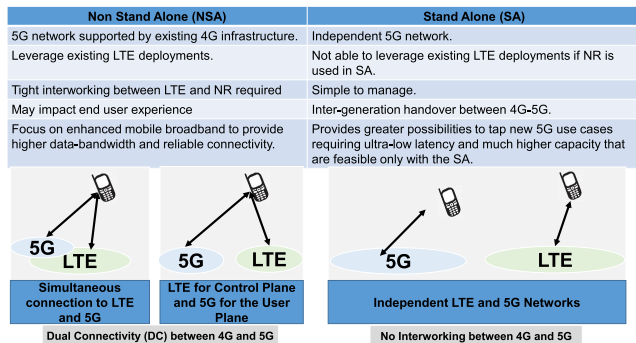 Non Stand Alone (NSA)
Stand Alone (SA)
5G network supported by existing 4G infrastructure.
Independent 5G network.
Leverage existing LTE deployments.
Not able to leverage existing LTE deployments if NR is
used in SA.
Tight interworking between LTE and NR required
Simple to manage.
May impact end user experience
Inter-generation handover between 4G-5G.
Focus on enhanced mobile broadband to provide
higher data-bandwidth and reliable connectivity.
Provides greater possibilities to tap new 5G use cases
requiring ultra-low latency and much higher capacity that
are feasible only with the SA.
5G
LTE
5G
LTE
5G
LTE
Simultaneous
connection to LTE
and 5G
LTE for Control Plane
and 5G for the User
Plane
Independent LTE and 5G Networks
Dual Connectivity (DC) between 4G and 5G
No Interworking between 4G and 5G